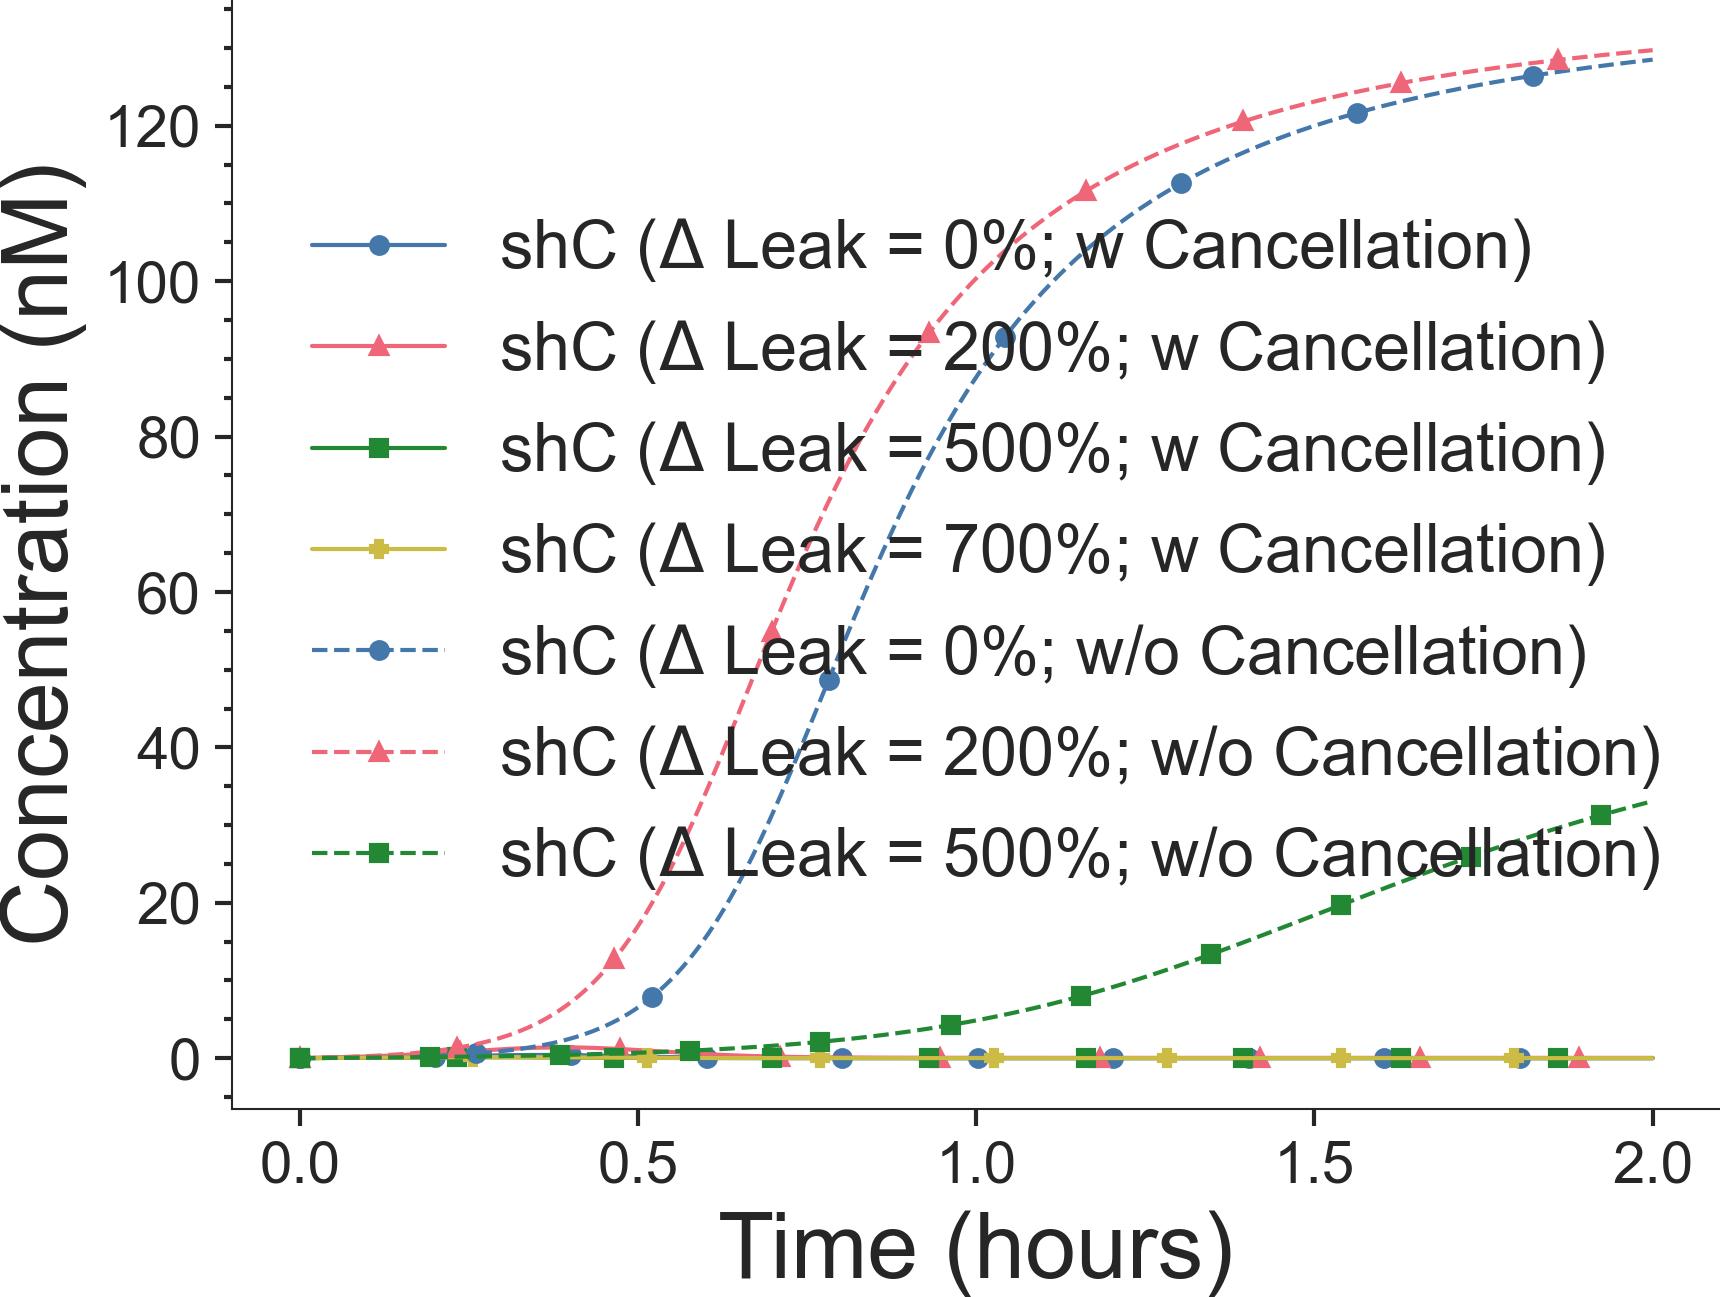 Concentration (nM)
120
100
80
60
40
20
0
shC (Δ Leak = 0%; w Cancellation)
shC (Δ Leak = 200%; w Cancellation)
shC (Δ Leak = 500%; w Cancellation)
shC (Δ Leak = 700%; w Cancellation)
shC (Δ Leak = 0%; w/o Cancellation)
shC (Δ Leak = 200%; w/o Cancellation)
shC (Δ Leak = 500%; w/o Cancellation)
0.0 0.5 1.0 1.5 2.0
Time (hours)